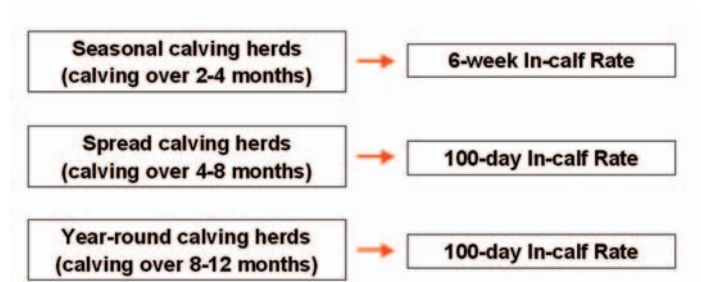 Seasonal calving herds
(calving over 2-4 months)
6-week In-calf Rate
Spread calving herds
(calving over 4-8 months)
100-day In-calf Rate
Year-round calving herds
(calving over 8-12 months)
100-day In-calf Rate